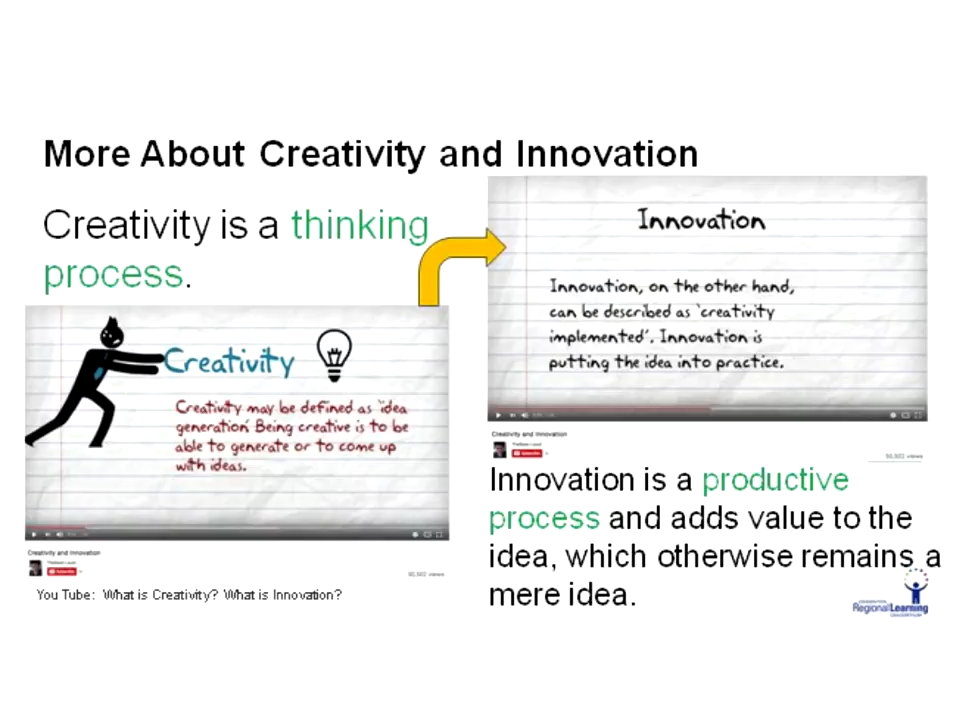 More About Creativity and Innovation
Creativity is a thinking
process.
Creativity
Creativity may be defined as 'idea
generation'. Being creative is to be
able to generate or to come up
with ideas.
Creativity and Innovation
Subscribe
You Tube: What is Creativity? What is Innovation?
Innovation
Innovation, on the other hand,
can be described as 'creativity
implemented'. Innovation is
putting the idea into practice.
Creativity and Innovation
Subscribe
Innovation is a productive
process and adds value to the
idea, which otherwise remains a
mere idea.
Regional Learning
CONSORTIUM